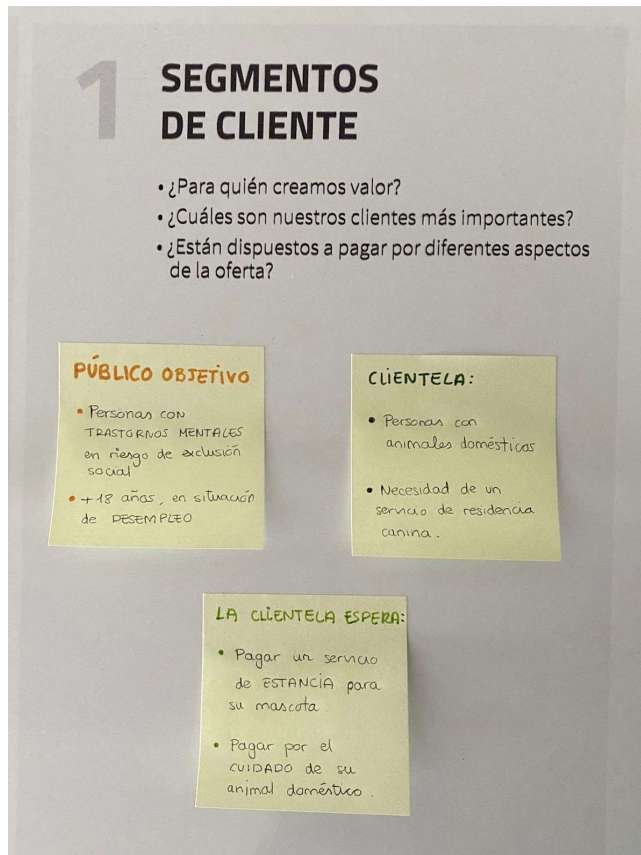 1
SEGMENTOS
DE CLIENTE
• ¿Para quién creamos valor?
• ¿Cuáles son nuestros clientes más importantes?
• ¿Están dispuestos a pagar por diferentes aspectos
de la oferta?
PÚBLICO OBJETIVO
• Personas con
TRASTORNOS MENTALES
en riesgo de exclusión
social
• +18 años, en situación
de DESEMPLEO
CLIENTELA:
• Personas con
animales domésticos
• Necesidad de un
servicio de residencia
canina.
LA CLIENTELA ESPERA:
• Pagar un servicio
de ESTANCIA para
su mascota.
• Pagar por el
CUIDADO de su
animal doméstico.